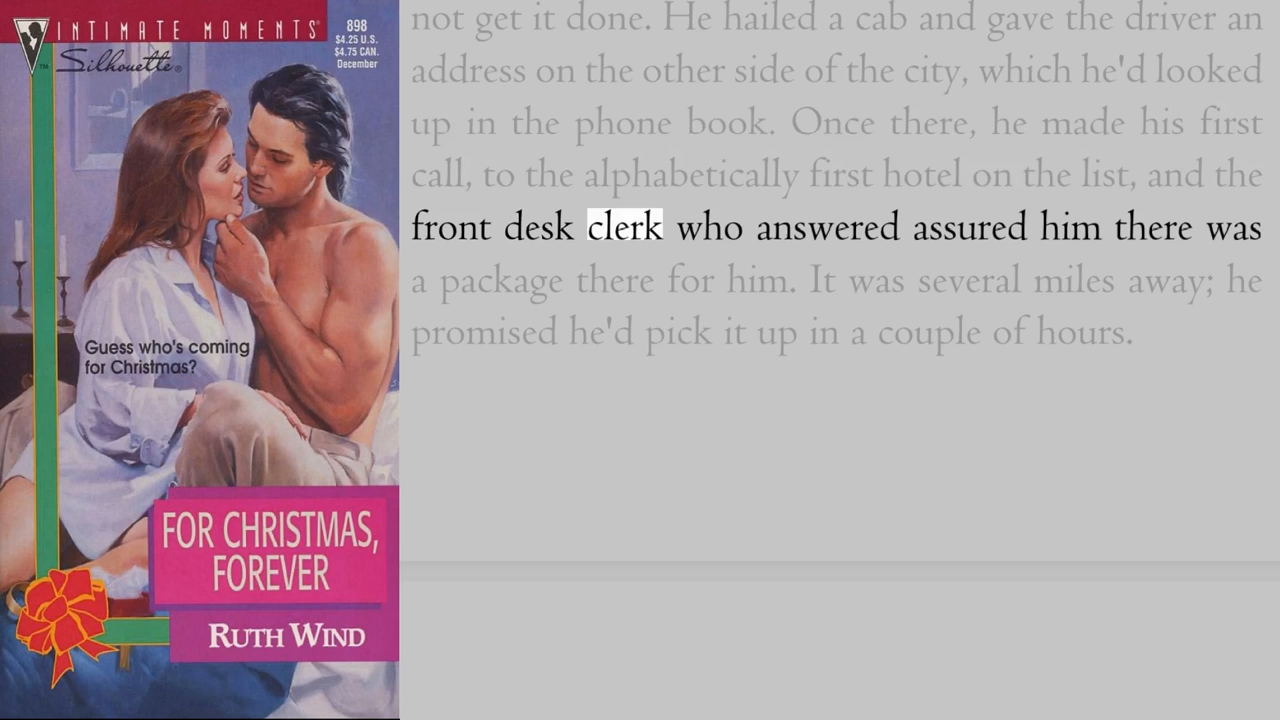 INTIMATE MOMENTS®
Silhouette®
TM
898
$4.25 U.S.
$4.75 CAN.
December
Guess who's coming
for Christmas?
FOR CHRISTMAS,
FOREVER
RUTH WIND
not get it done. He hailed a cab and gave the driver an
address on the other side of the city, which he'd looked
up in the phone book. Once there, he made his first
call, to the alphabetically first hotel on the list, and the
front desk clerk who answered assured him there was
a package there for him. It was several miles away; he
promised he'd pick it up in a couple of hours.